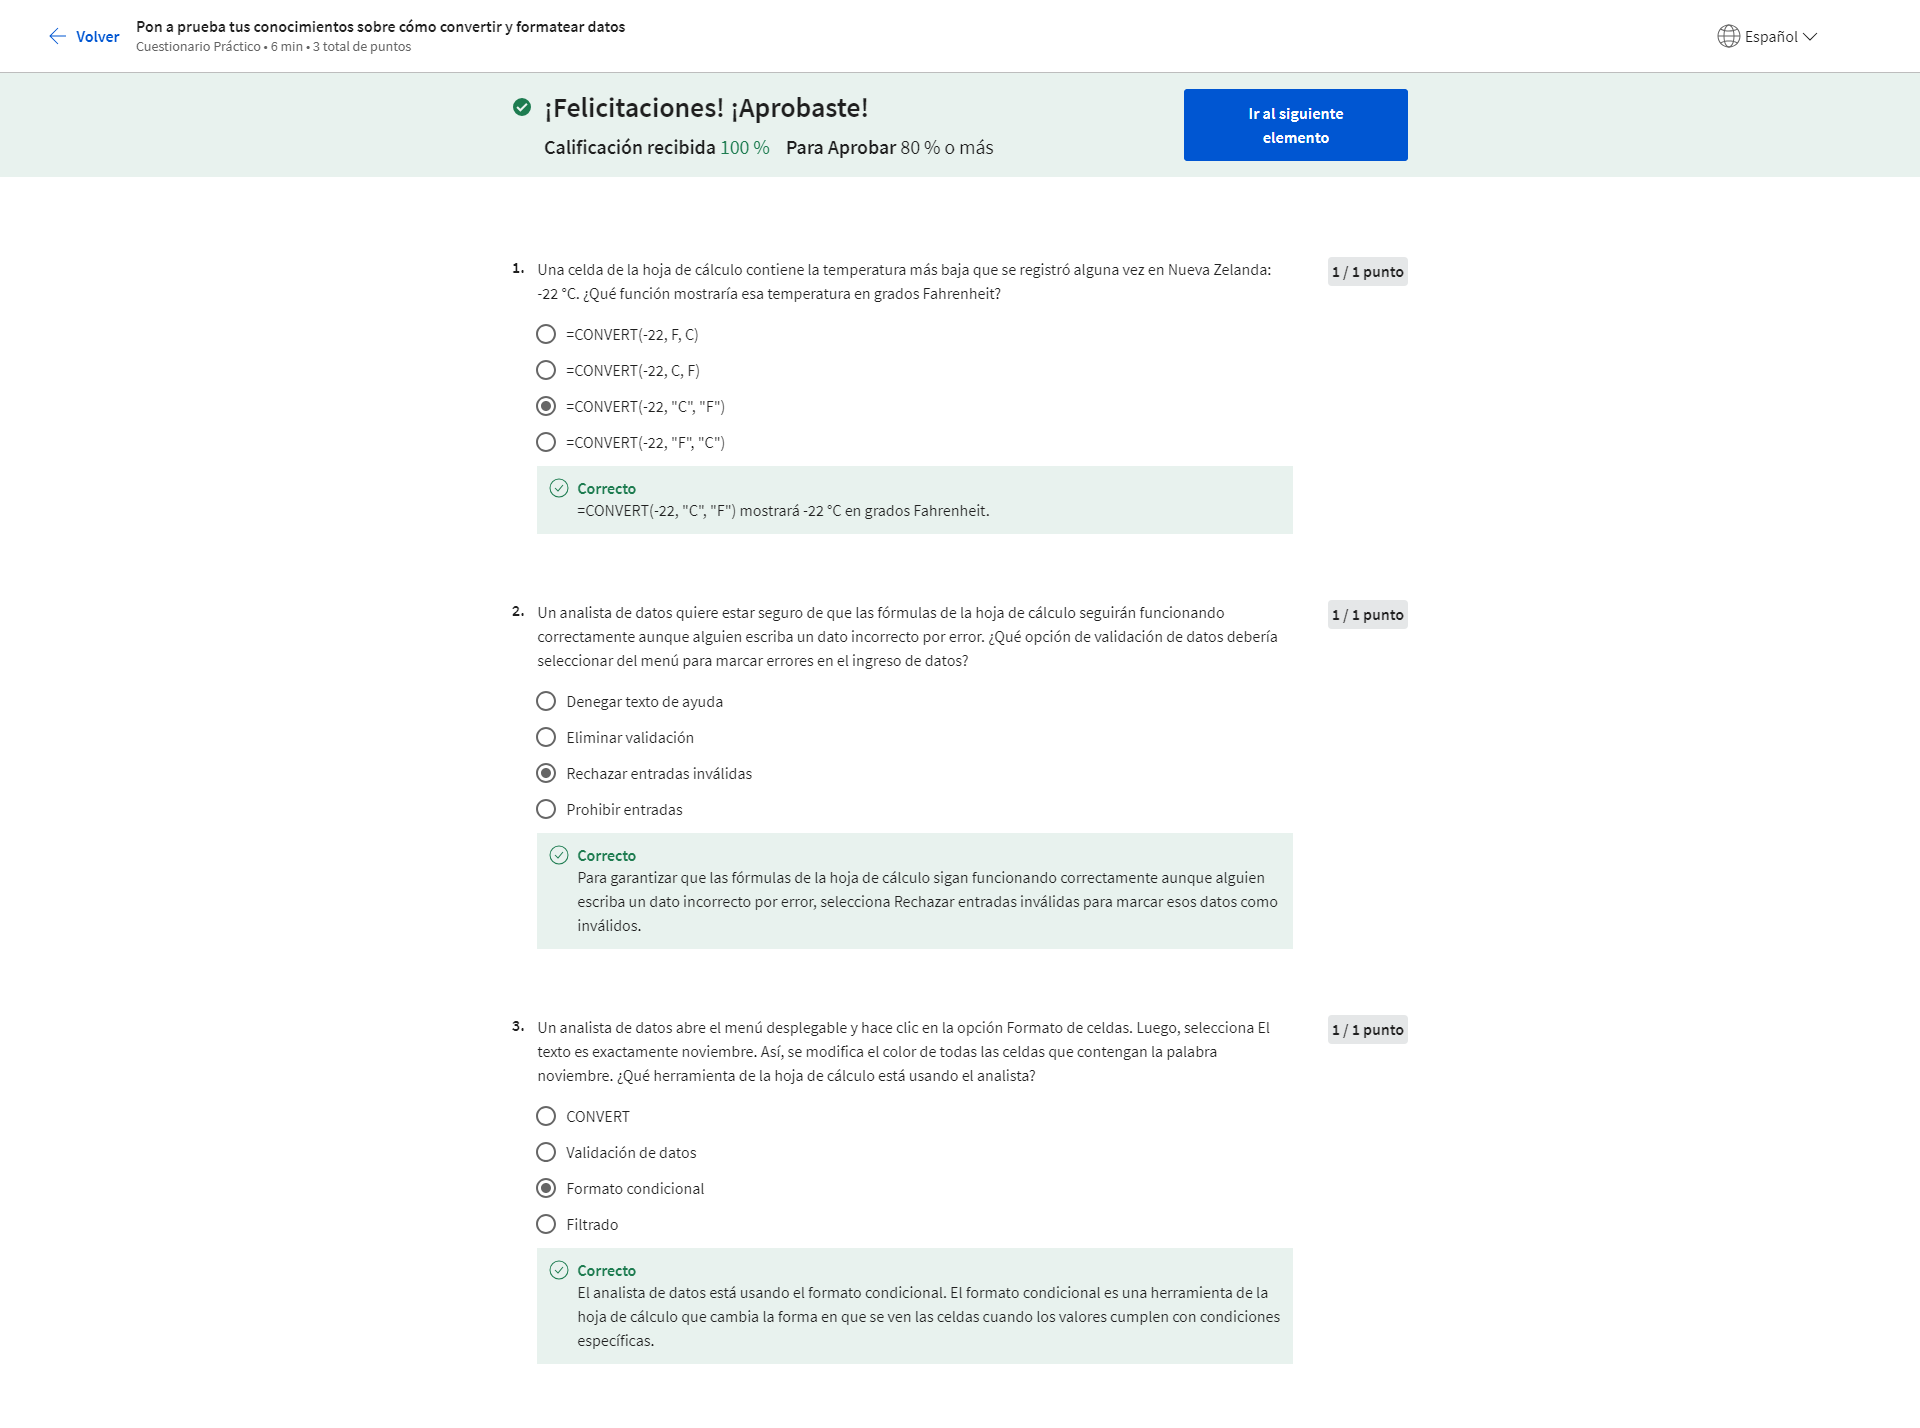 Volver
Pon a prueba tus conocimientos sobre cómo convertir y formatear datos
Cuestionario Práctico • 6 min • 3 total de puntos
Español
¡Felicitaciones! ¡Aprobaste!
Calificación recibida 100 % Para Aprobar 80 % o más
Ir al siguiente
elemento
1. Una celda de la hoja de cálculo contiene la temperatura más baja que se registró alguna vez en Nueva Zelanda:
-22 °C. ¿Qué función mostraría esa temperatura en grados Fahrenheit?
1 / 1 punto
=CONVERT(-22, F, C)
=CONVERT(-22, C, F)
=CONVERT(-22, "C", "F")
=CONVERT(-22, "F", "C")
Correcto
=CONVERT(-22, "C", "F") mostrará -22 °C en grados Fahrenheit.
2. Un analista de datos quiere estar seguro de que las fórmulas de la hoja de cálculo seguirán funcionando
correctamente aunque alguien escriba un dato incorrecto por error. ¿Qué opción de validación de datos debería
seleccionar del menú para marcar errores en el ingreso de datos?
1 / 1 punto
Denegar texto de ayuda
Eliminar validación
Rechazar entradas inválidas
Prohibir entradas
Correcto
Para garantizar que las fórmulas de la hoja de cálculo sigan funcionando correctamente aunque alguien
escriba un dato incorrecto por error, selecciona Rechazar entradas inválidas para marcar esos datos como
inválidos.
3. Un analista de datos abre el menú desplegable y hace clic en la opción Formato de celdas. Luego, selecciona El
texto es exactamente noviembre. Así, se modifica el color de todas las celdas que contengan la palabra
noviembre. ¿Qué herramienta de la hoja de cálculo está usando el analista?
1 / 1 punto
CONVERT
Validación de datos
Formato condicional
Filtrado
Correcto
El analista de datos está usando el formato condicional. El formato condicional es una herramienta de la
hoja de cálculo que cambia la forma en que se ven las celdas cuando los valores cumplen con condiciones
específicas.